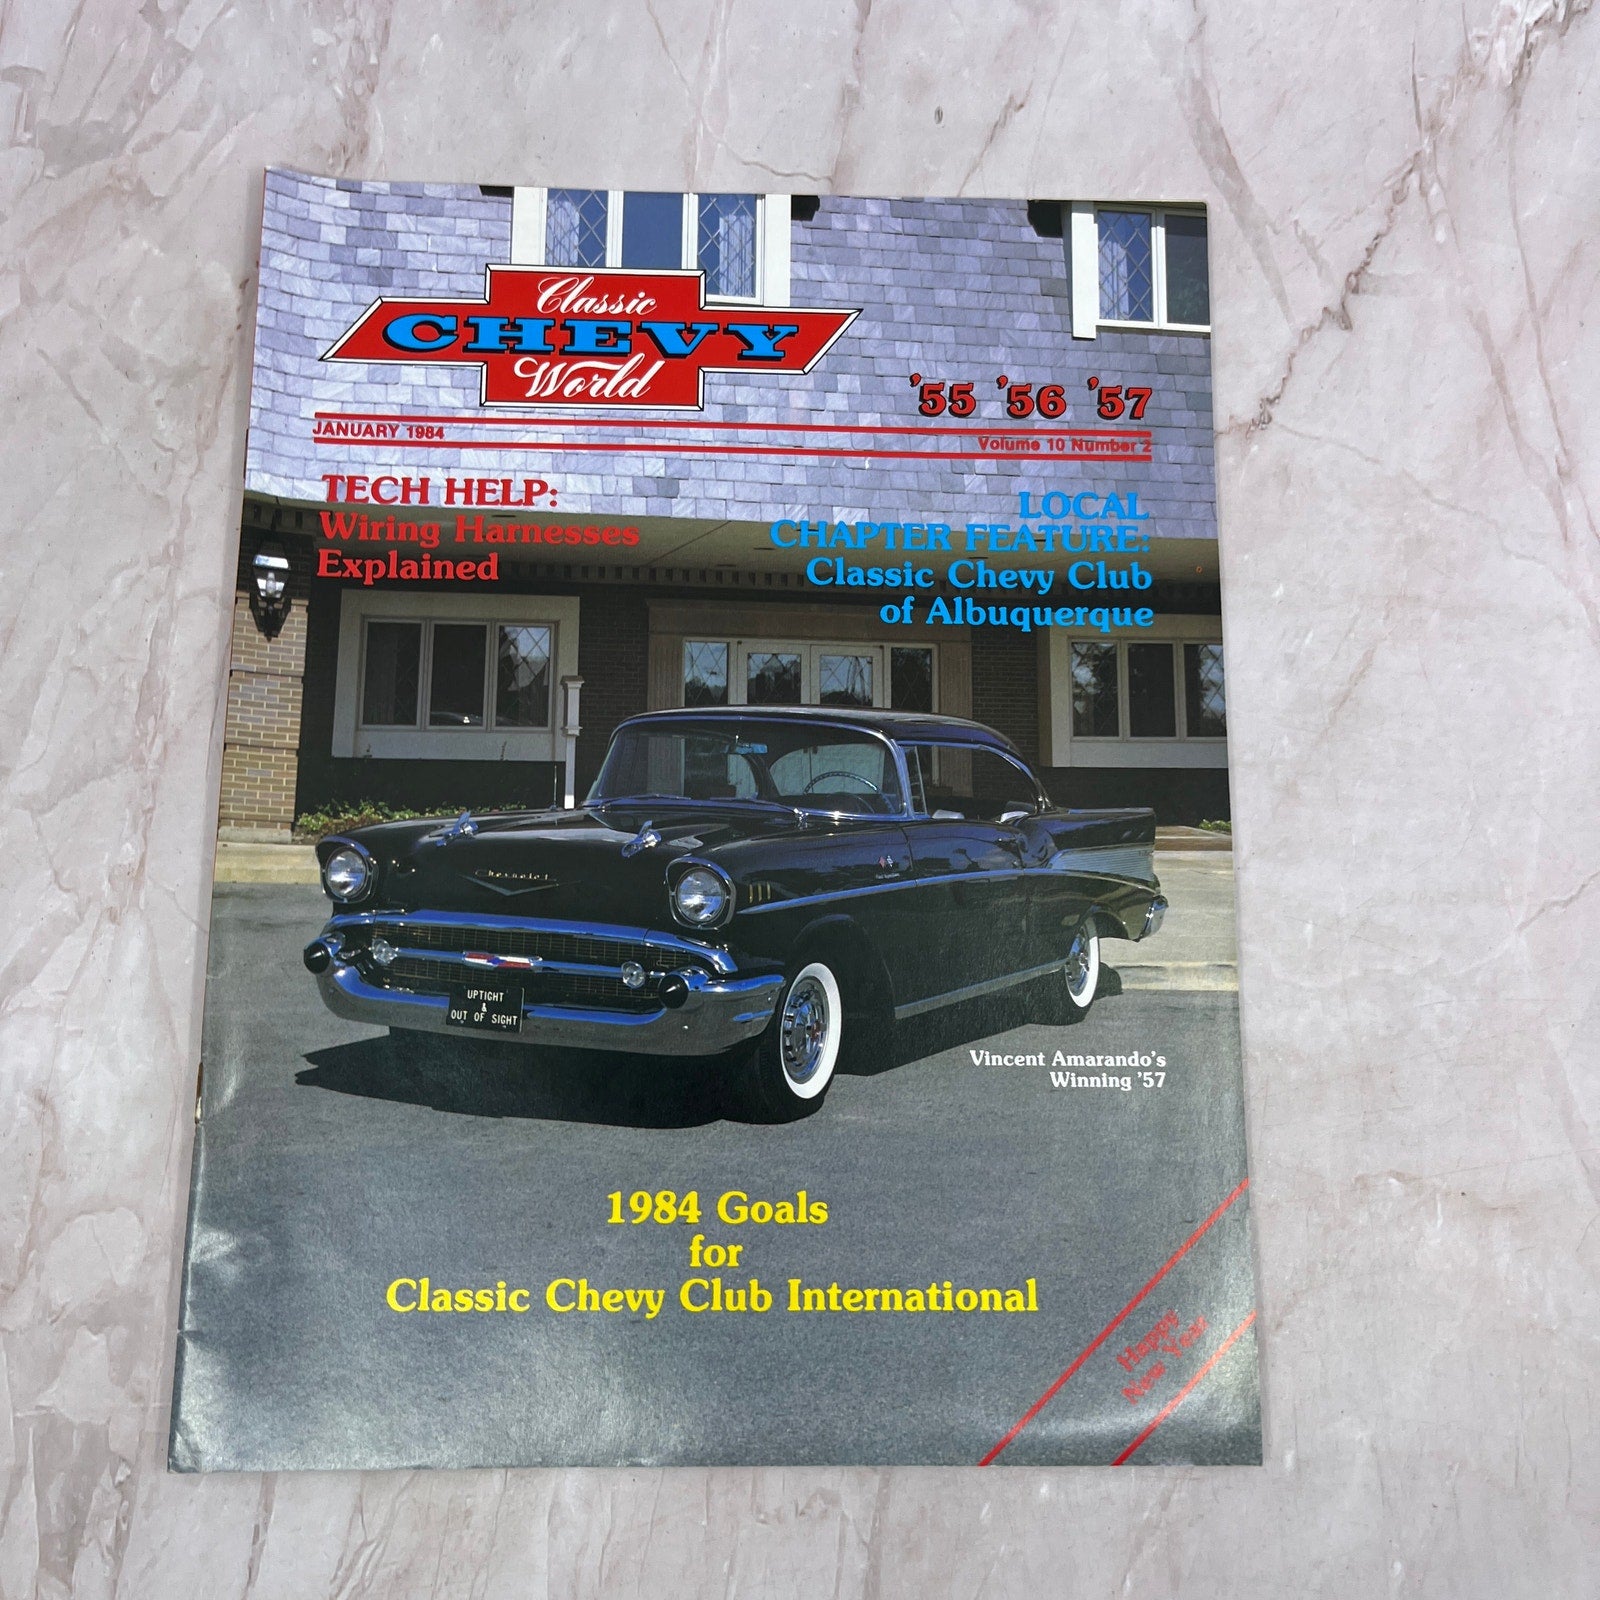 Classic
CHEVY
World
'55 '56 '57
JANUARY 1984
Volume 10 Number 2
TECH HELP:
Wiring Harnesses
Explained
LOCAL
CHAPTER FEATURE:
Classic Chevy Club
of Albuquerque
Chevrolet
UPTIGHT
&
OUT OF SIGHT
Vincent Amarando's
Winning '57
1984 Goals
for
Classic Chevy Club International
Happy
New Year